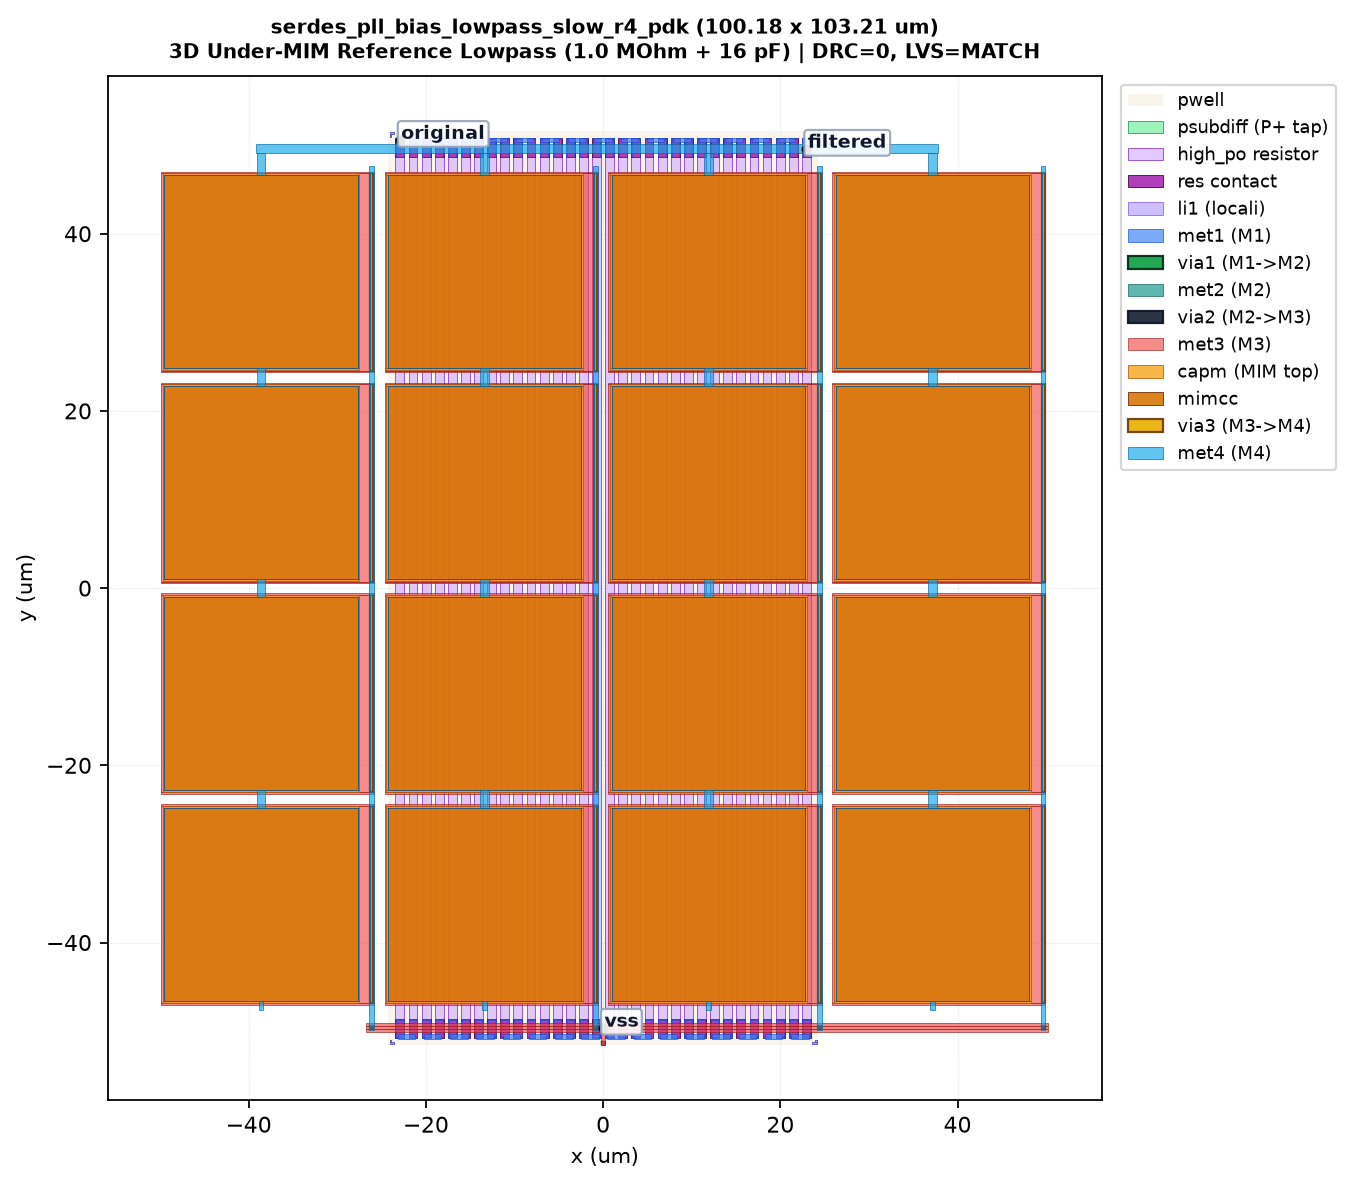 serdes_pll_bias_lowpass_slow_r4_pdk (100.18 x 103.21 um)
3D Under-MIM Reference Lowpass (1.0 MOhm + 16 pF) | DRC=0, LVS=MATCH
original
filtered
vss
40
20
0
−20
−40
y (um)
−40
−20
0
20
40
x (um)
pwell
psubdiff (P+ tap)
high_po resistor
res contact
li1 (locali)
met1 (M1)
via1 (M1->M2)
met2 (M2)
via2 (M2->M3)
met3 (M3)
capm (MIM top)
mimcc
via3 (M3->M4)
met4 (M4)